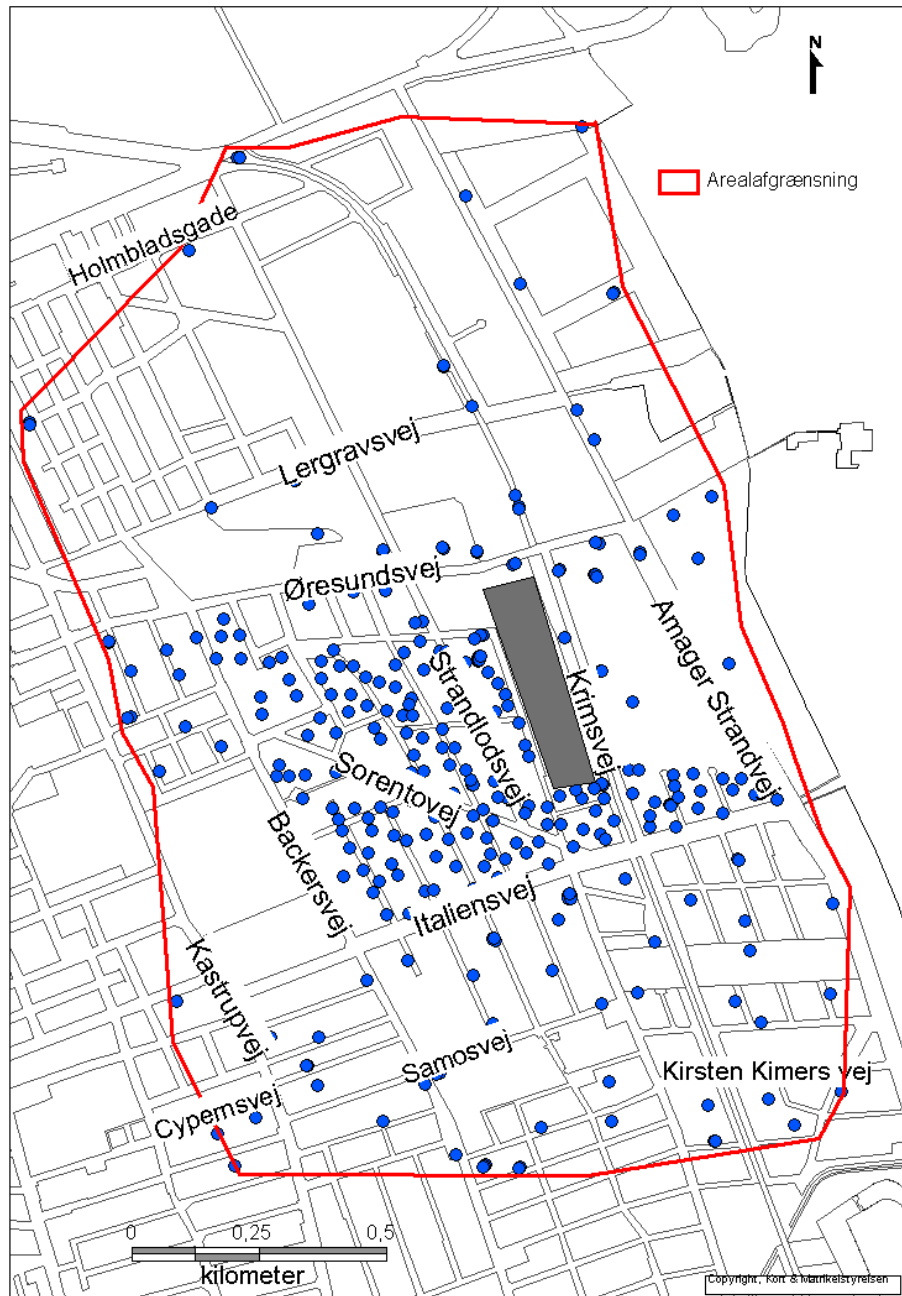 N
Arealafgrænsning
Holmbladsgade
Lergravsvej
Øresundsvej
Amager Strandvej
Strandlodsvej
Krimsvej
Sorentovej
Backersvej
Italiensvej
Kastrupvej
Samosvej
Kirsten Kimers vej
Cypernsvej
0 0,25 0,5
kilometer
Copyright, Kort & Matrikelstyrelsen